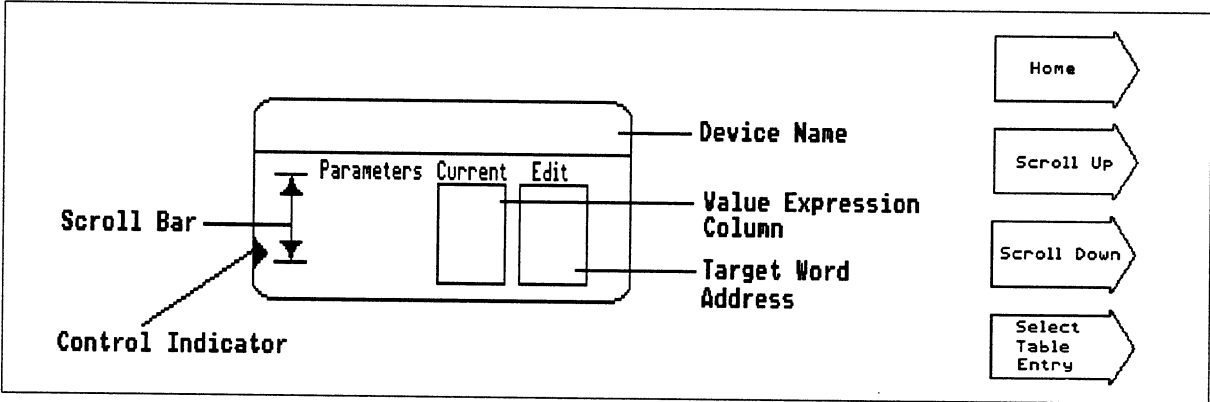 Home
Device Name
Parameters Current Edit
Scroll Up
Scroll Bar
Value Expression
Column
Scroll Down
Target Word
Address
Control Indicator
Select
Table
Entry